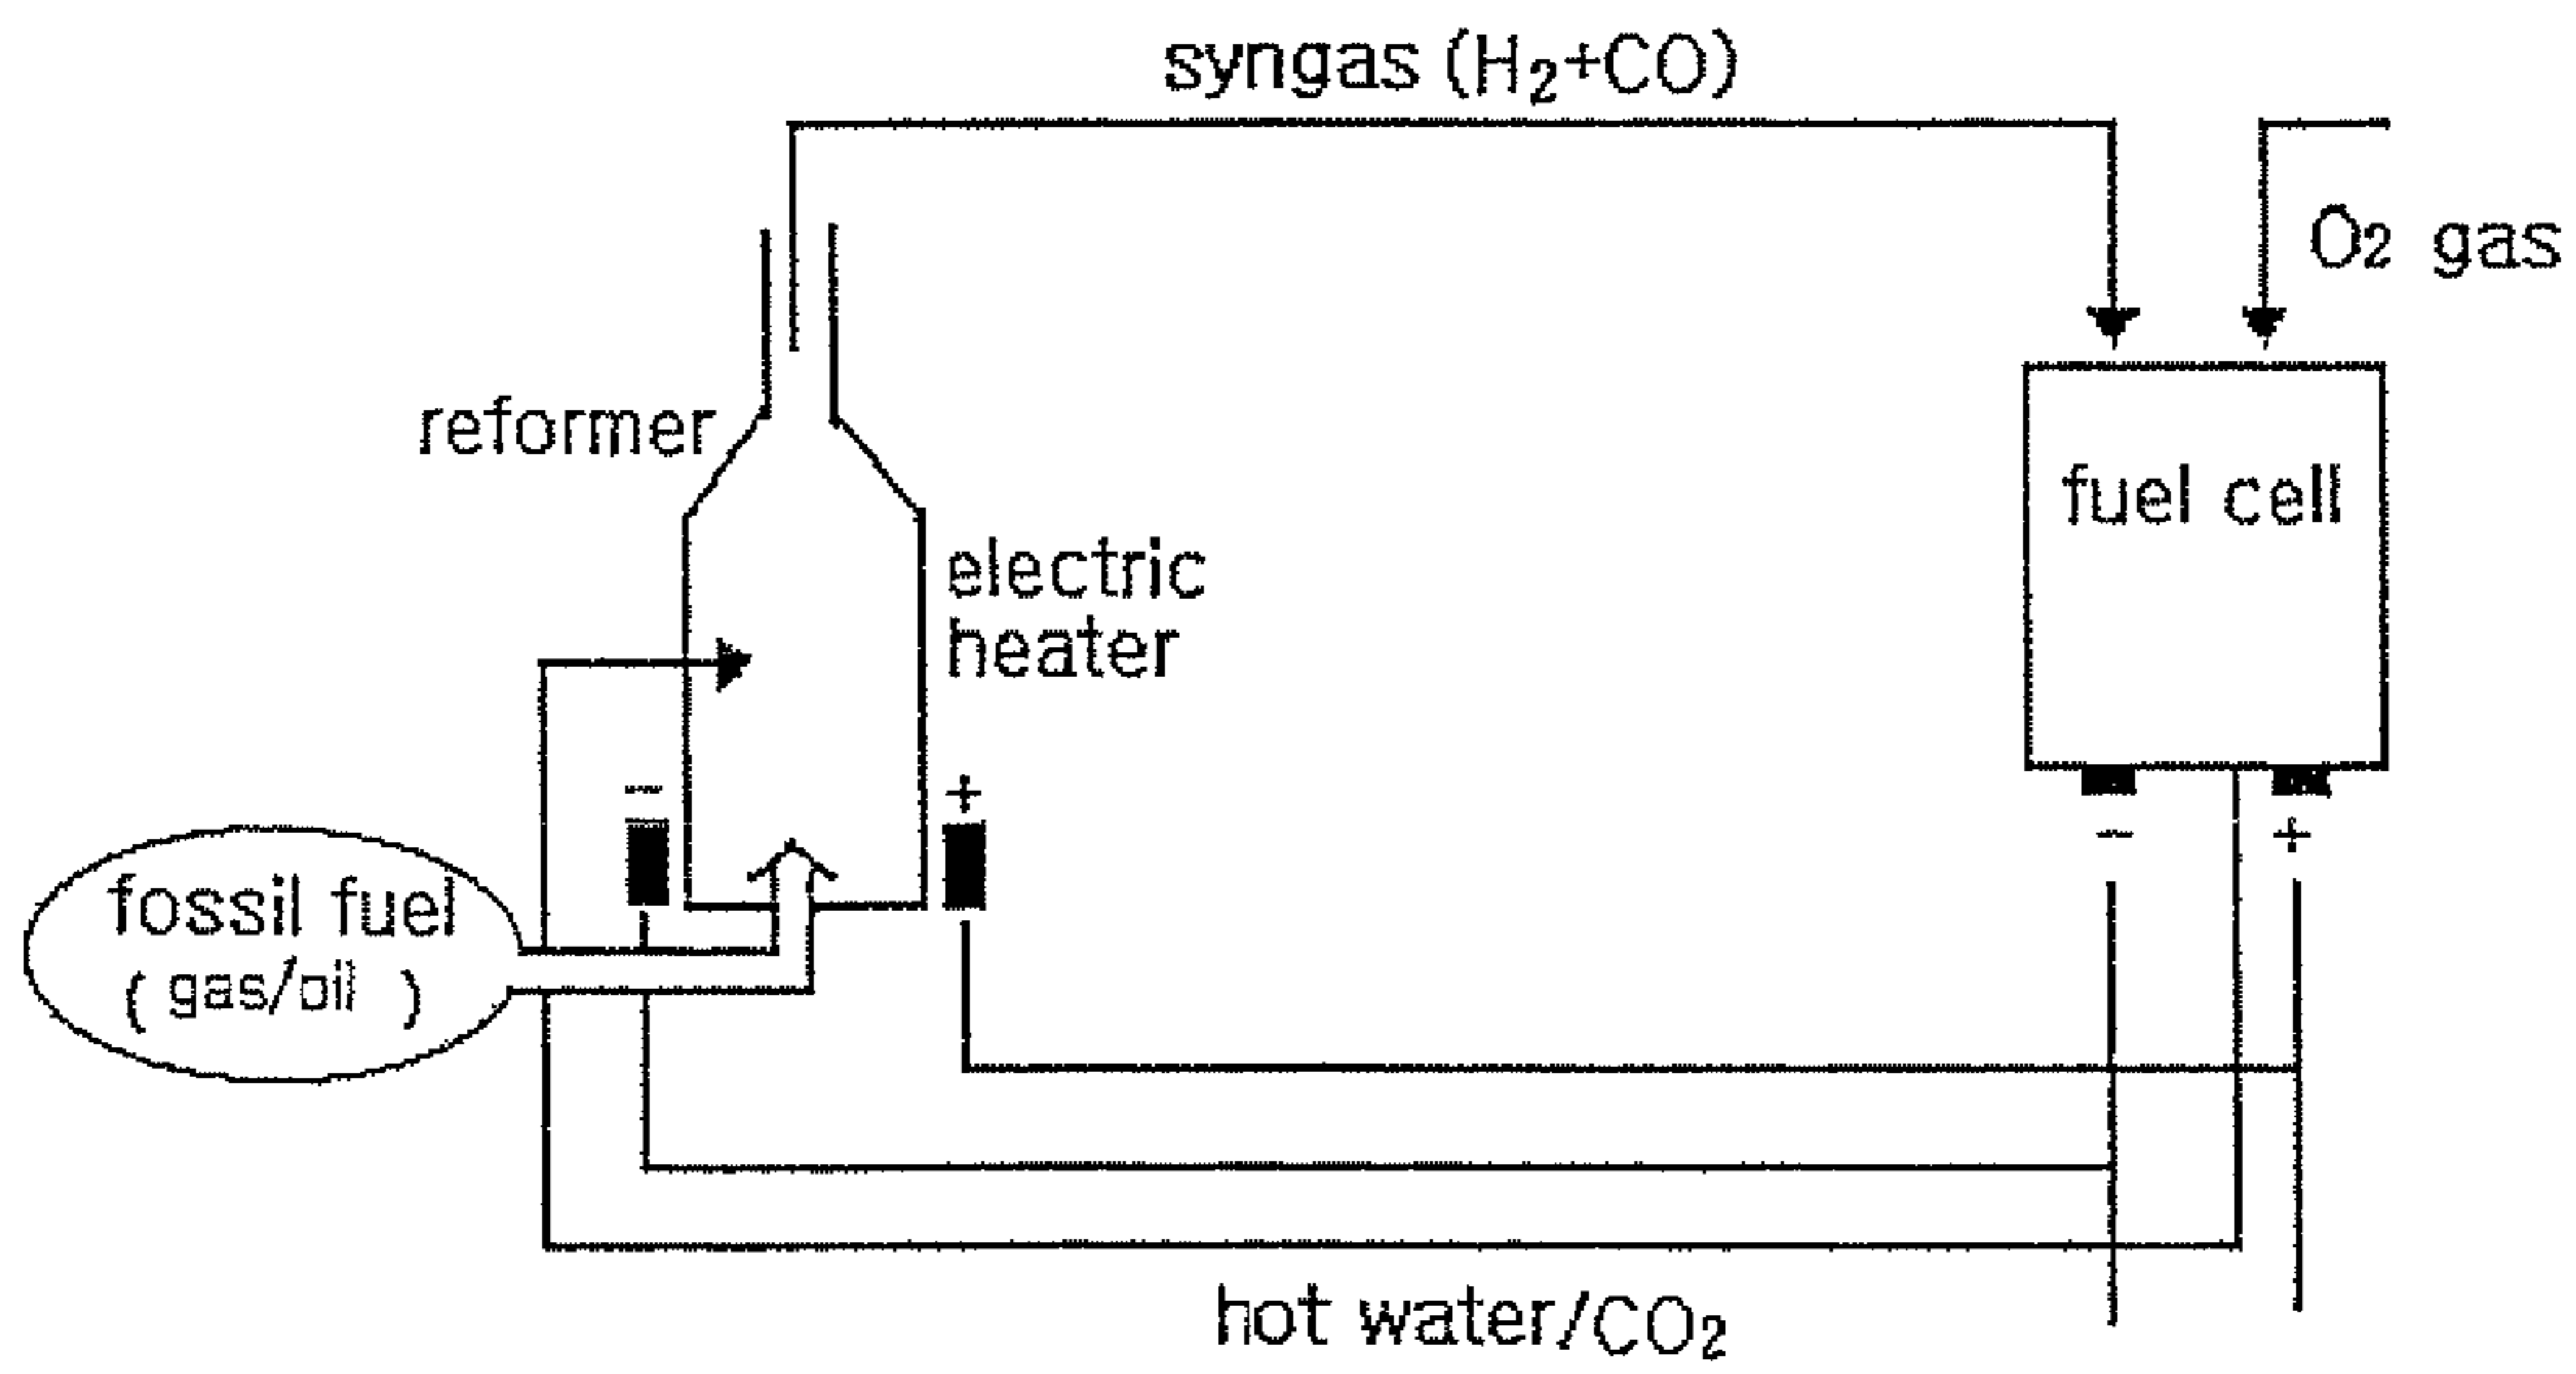 syngas (H₂+CO)
O₂ gas
reformer
fuel cell
electric
heater
− +
− +
fossil fuel
( gas/oil )
hot water/CO₂